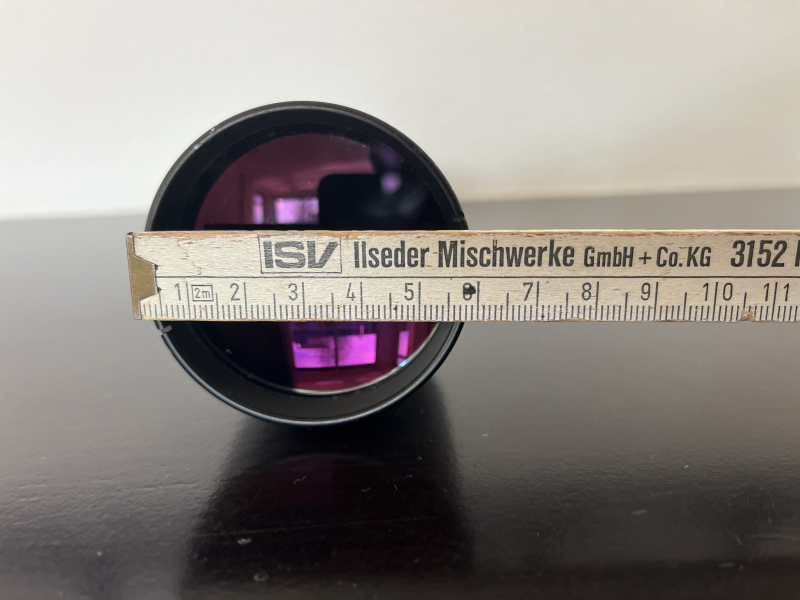 ISV Ilseder Mischwerke GmbH + Co. KG 3152
1 2m 2 3 4 5 6 7 8 9 10 11